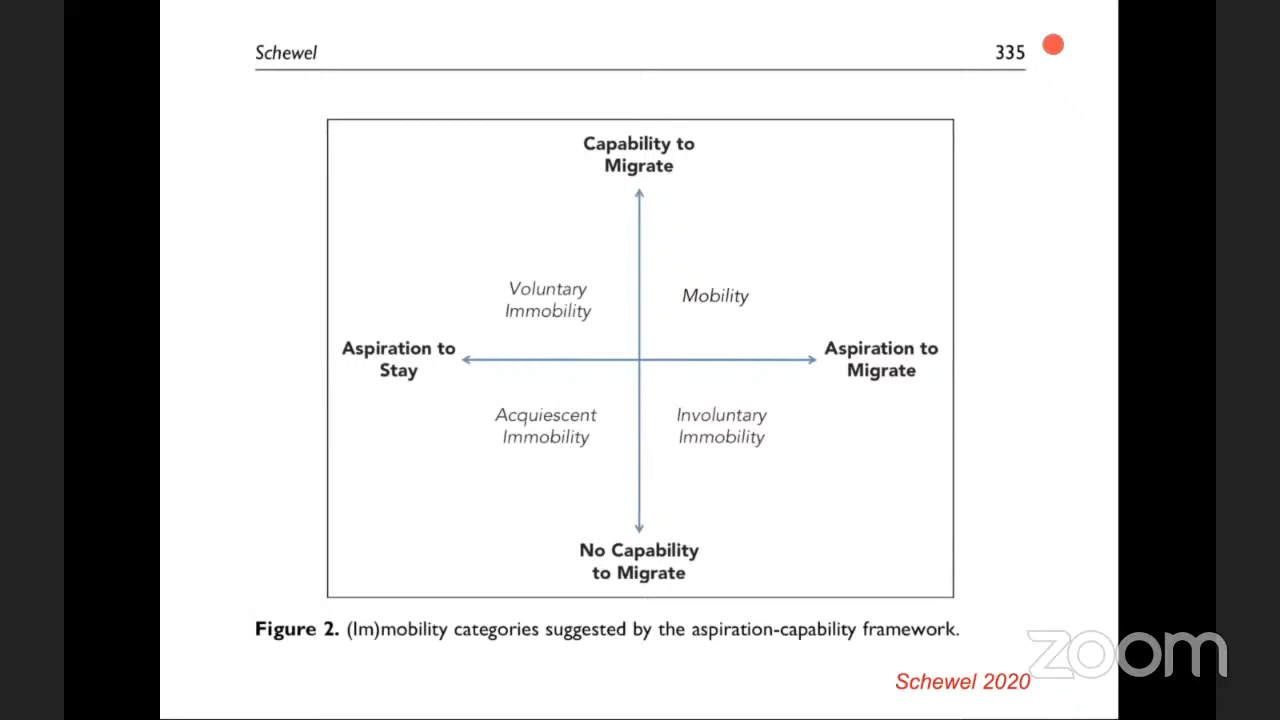 Schewel 335
Capability to
Migrate
Voluntary
Immobility
Mobility
Aspiration to
Stay
Aspiration to
Migrate
Acquiescent
Immobility
Involuntary
Immobility
No Capability
to Migrate
Figure 2. (Im)mobility categories suggested by the aspiration-capability framework.
zoom
Schewel 2020